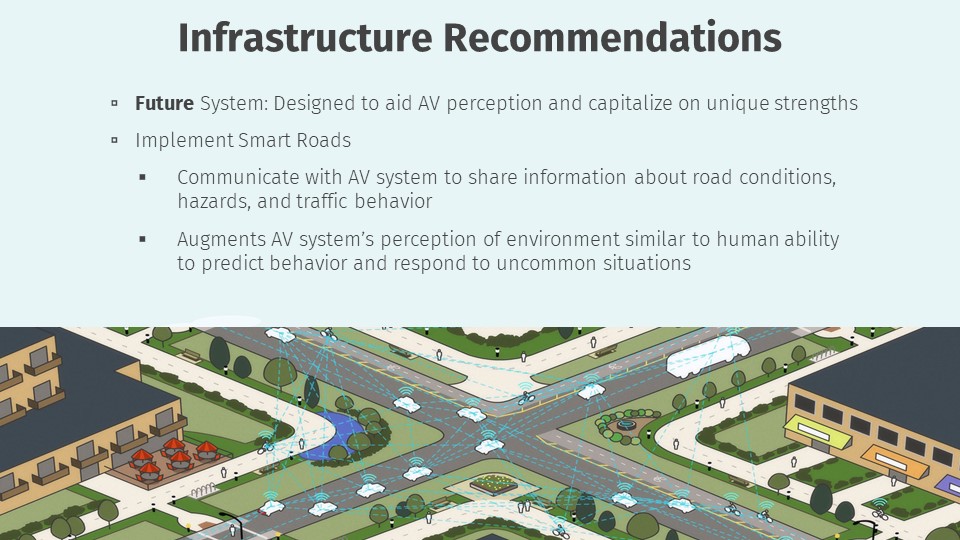 Infrastructure Recommendations
Future System: Designed to aid AV perception and capitalize on unique strengths
Implement Smart Roads
Communicate with AV system to share information about road conditions,
hazards, and traffic behavior
Augments AV system’s perception of environment similar to human ability
to predict behavior and respond to uncommon situations